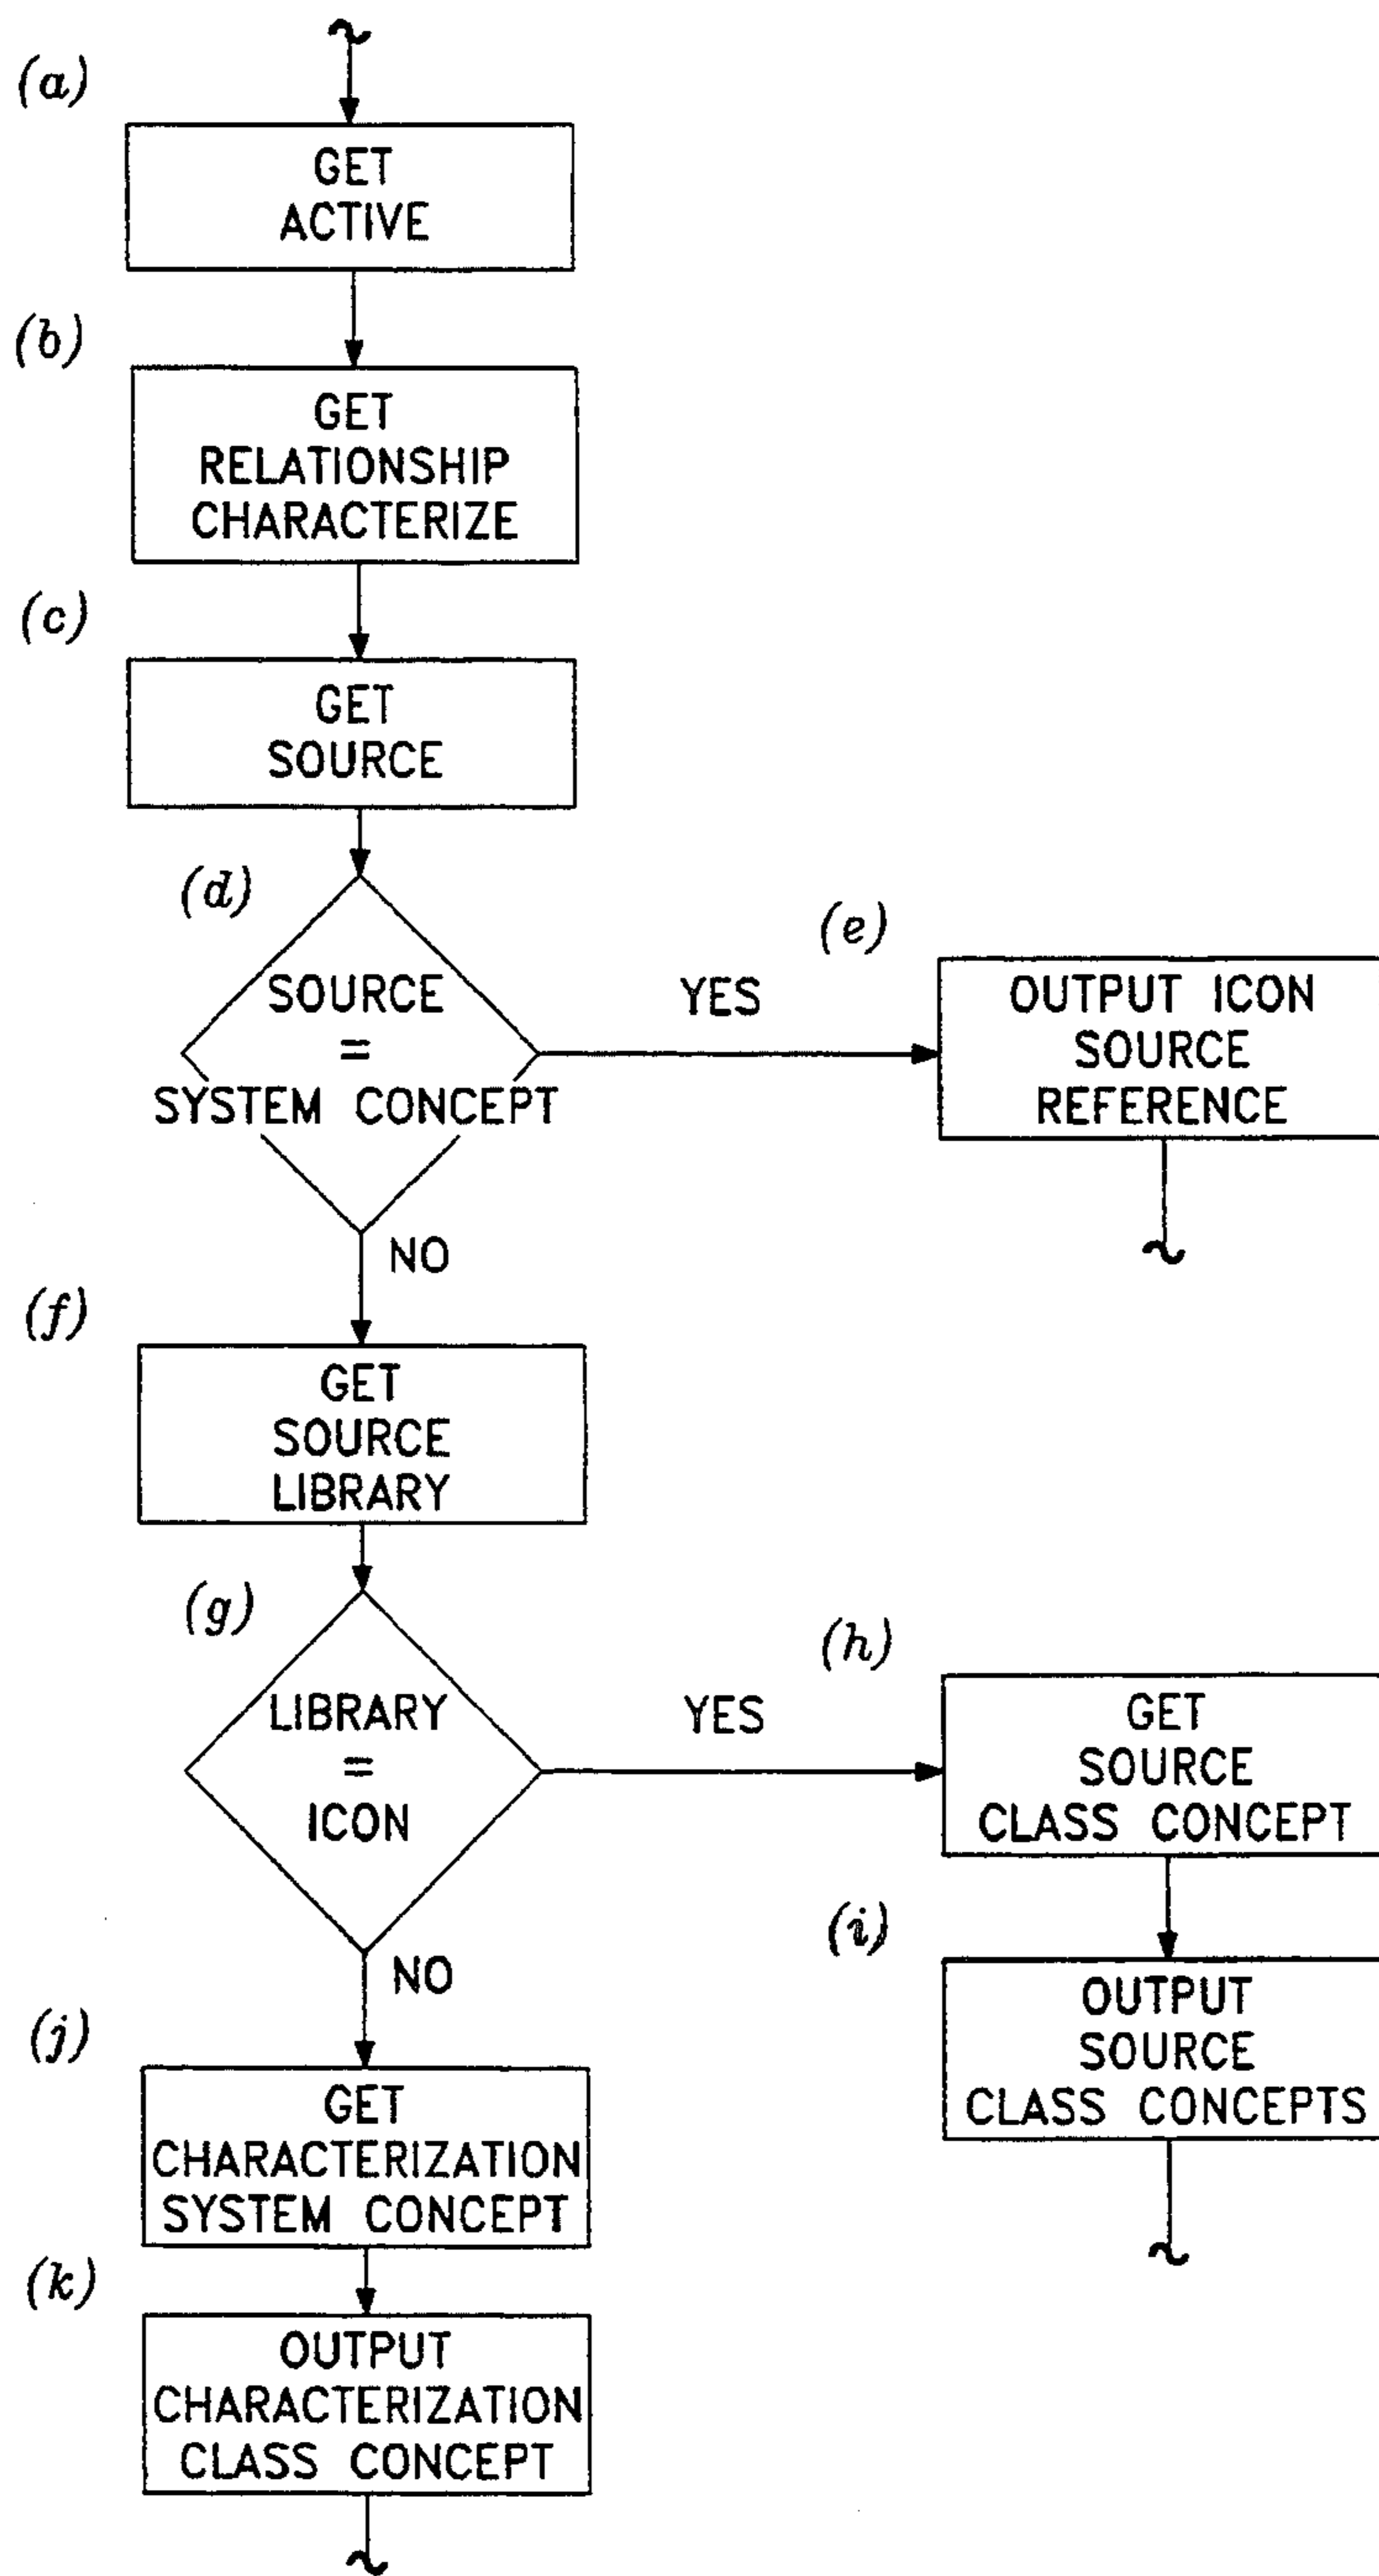 (a)
GET
ACTIVE
(b)
GET
RELATIONSHIP
CHARACTERIZE
(c)
GET
SOURCE
(d)
SOURCE
=
SYSTEM CONCEPT
YES
NO
(e)
OUTPUT ICON
SOURCE
REFERENCE
(f)
GET
SOURCE
LIBRARY
(g)
LIBRARY
=
ICON
YES
NO
(h)
GET
SOURCE
CLASS CONCEPT
(i)
OUTPUT
SOURCE
CLASS CONCEPTS
(j)
GET
CHARACTERIZATION
SYSTEM CONCEPT
(k)
OUTPUT
CHARACTERIZATION
CLASS CONCEPT